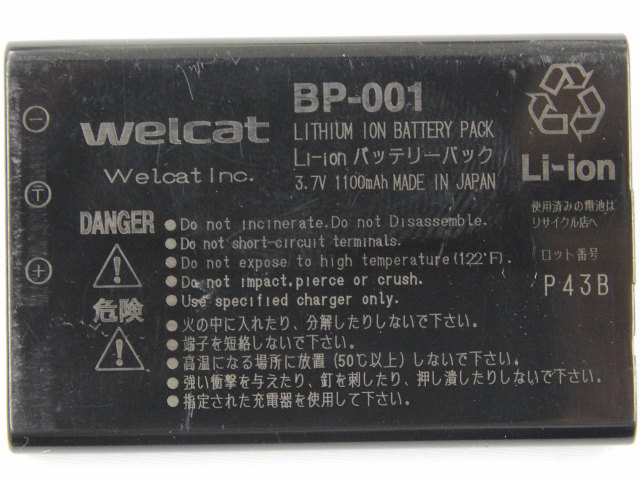 welcat
Welcat Inc.
BP-001
LITHIUM ION BATTERY PACK
Li-ion バッテリーパック
3.7V 1100mAh MADE IN JAPAN
Li-ion
使用済みの電池は
リサイクル店へ
ロット番号
P43B
−
T
+
DANGER
危険
●Do not incinerate.Do not Disassemble.
●Do not short-circuit terminals.
●Do not expose to high temperature(122°F).
●Do not impact,pierce or crush.
●Use specified charger only.
●火の中に入れたり、分解したりしないで下さい。
●端子を短絡しないで下さい。
●高温になる場所に放置(50℃以上)しないで下さい。
●強い衝撃を与えたり、釘を刺したり、押し潰したりしないで下さい。
●指定された充電器を使用して下さい。